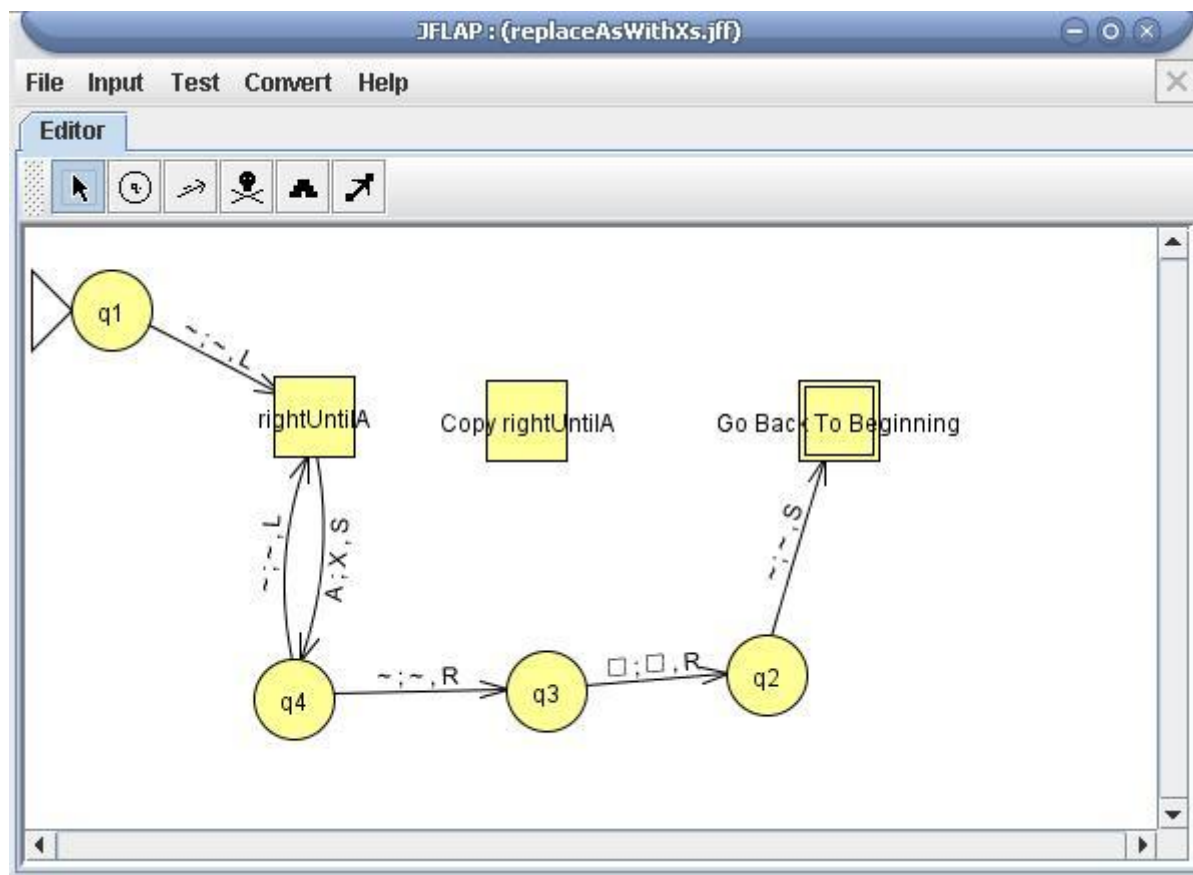 JFLAP : (replaceAsWithXs.jff)
File Input Test Convert Help
Editor
q
q1
~ ; ~ , L
rightUntilA
Copy rightUntilA
Go Back To Beginning
~ ; ~ , L
A ; X , S
~ ; ~ , S
q4
~ ; ~ , R
q3
□ ; □ , R
q2